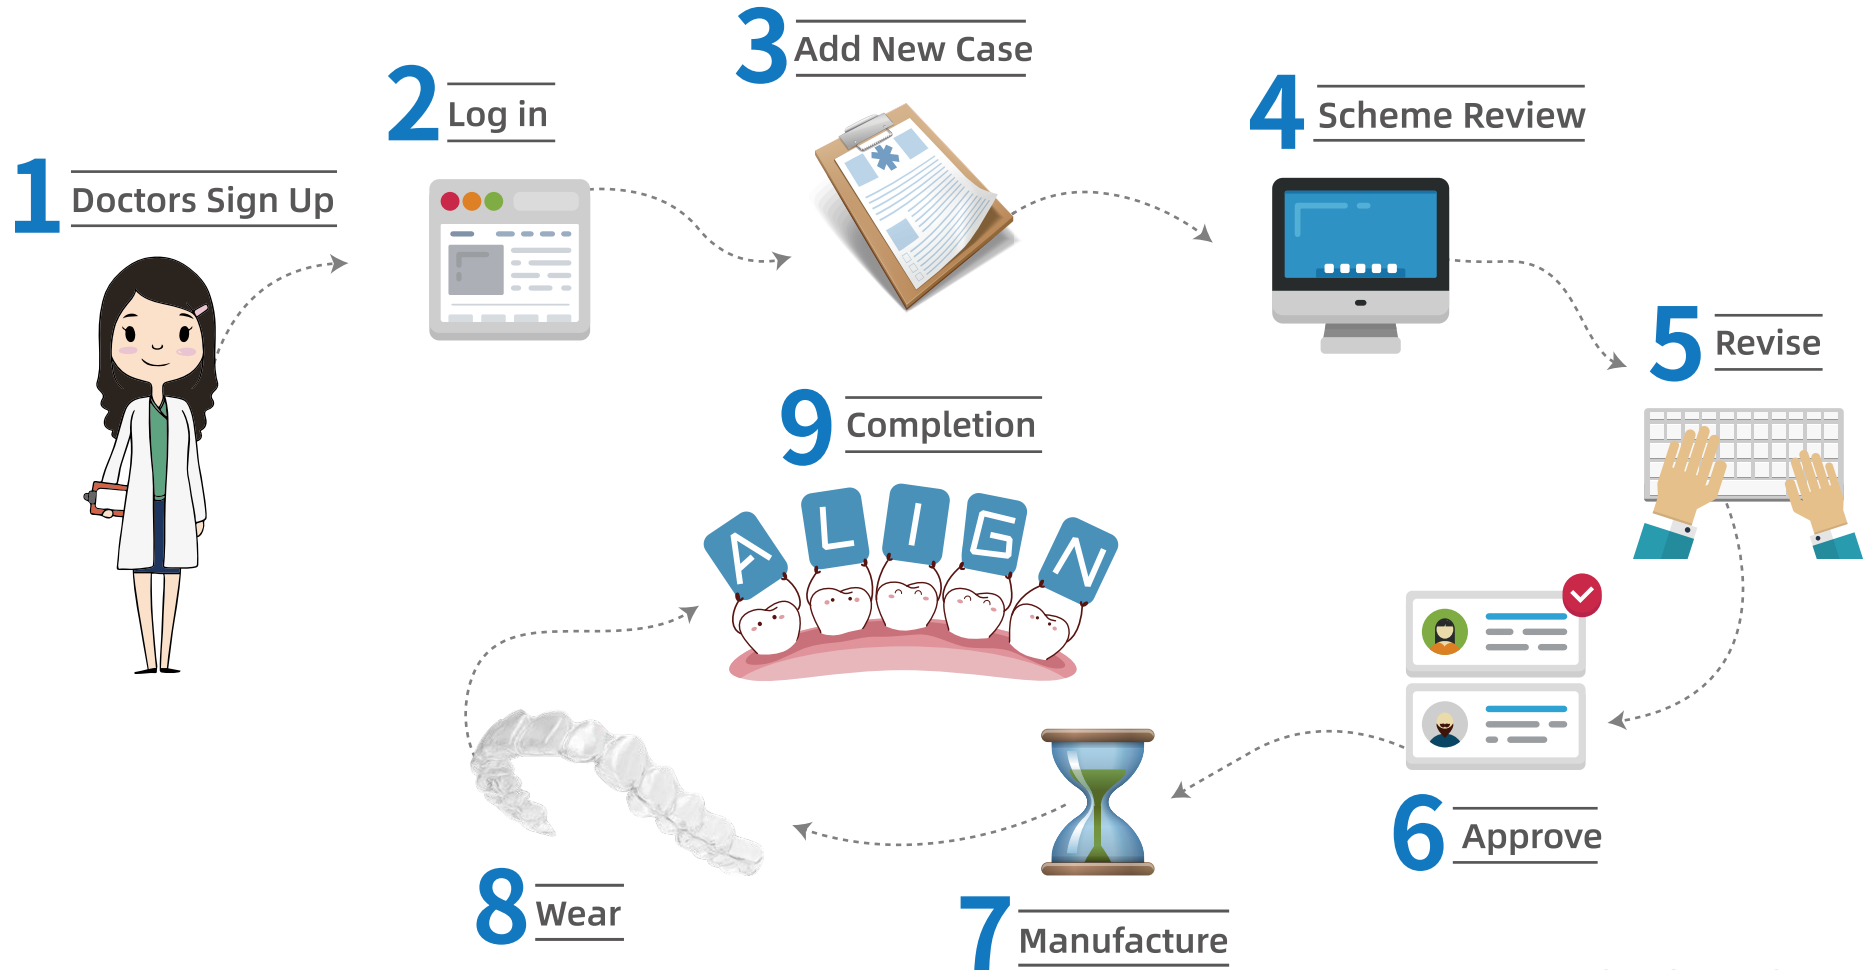 1 Doctors Sign Up
2 Log in
3 Add New Case
4 Scheme Review
5 Revise
6 Approve
7 Manufacture
8 Wear
9 Completion
A L I G N